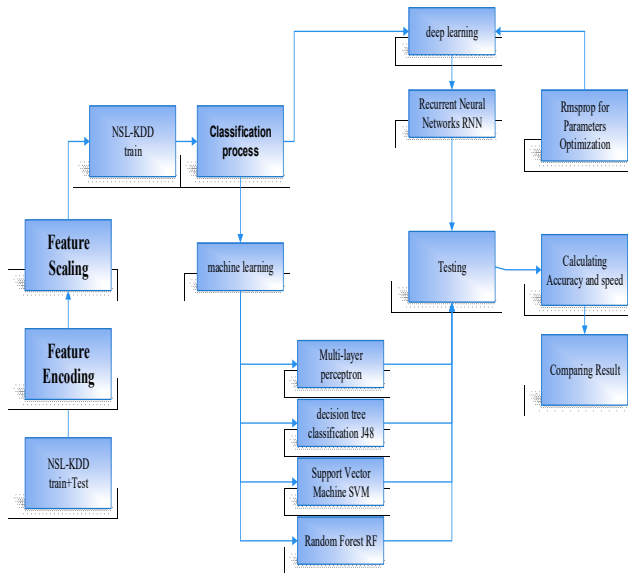 deep learning
NSL-KDD
train
Classification
process
Recurrent Neural
Networks RNN
Rmsprop for
Parameters
Optimization
Feature
Scaling
machine learning
Testing
Calculating
Accuracy and speed
Feature
Encoding
Multi-layer
perceptron
Comparing Result
decision tree
classification J48
NSL-KDD
train+Test
Support Vector
Machine SVM
Random Forest RF